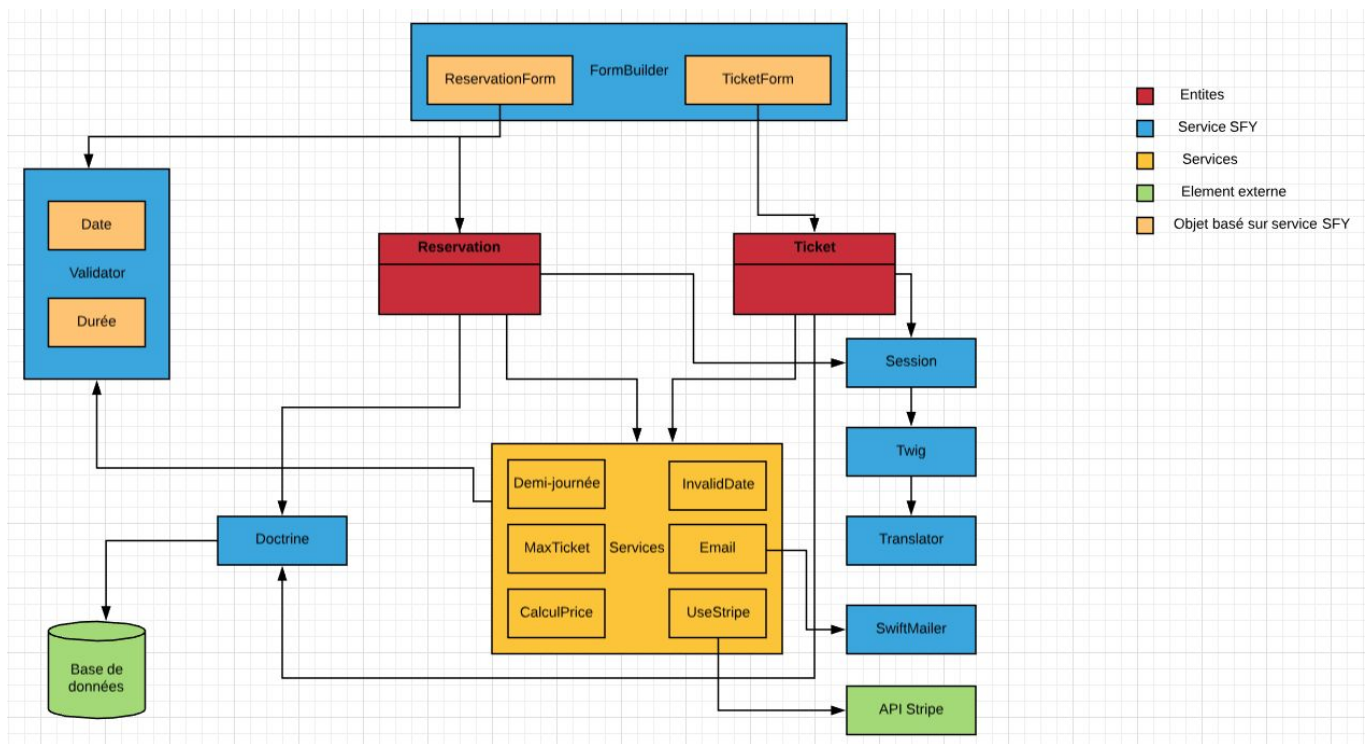 FormBuilder
ReservationForm
TicketForm
Entites
Service SFY
Services
Element externe
Objet basé sur service SFY
Date
Validator
Durée
Reservation
Ticket
Session
Twig
Translator
Demi-journée
InvalidDate
MaxTicket
Services
Email
CalculPrice
UseStripe
Doctrine
Base de
données
SwiftMailer
API Stripe